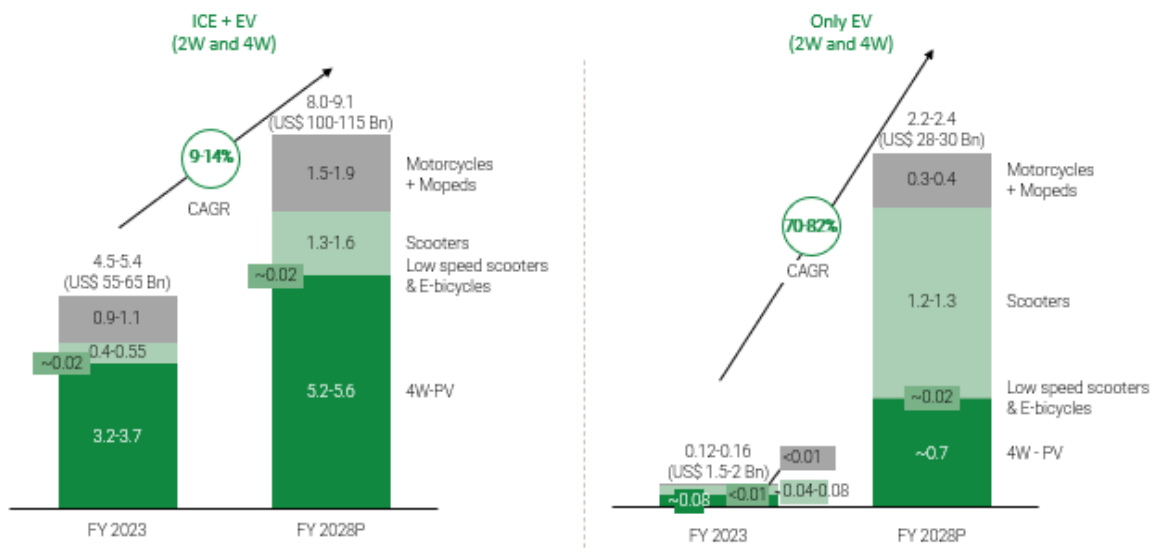 ICE + EV
(2W and 4W)
8.0-9.1
(US$ 100-115 Bn)
9-14%
CAGR
1.5-1.9
Motorcycles
+ Mopeds
1.3-1.6
Scooters
~0.02
Low speed scooters
& E-bicycles
4.5-5.4
(US$ 55-65 Bn)
0.9-1.1
0.4-0.55
~0.02
3.2-3.7
5.2-5.6
4W-PV
FY 2023
FY 2028P
Only EV
(2W and 4W)
2.2-2.4
(US$ 28-30 Bn)
0.3-0.4
Motorcycles
+ Mopeds
70-82%
CAGR
1.2-1.3
Scooters
~0.02
Low speed scooters
& E-bicycles
~0.7
4W - PV
0.12-0.16
(US$ 1.5-2 Bn)
<0.01
~0.08
<0.01
~0.04-0.08
FY 2023
FY 2028P